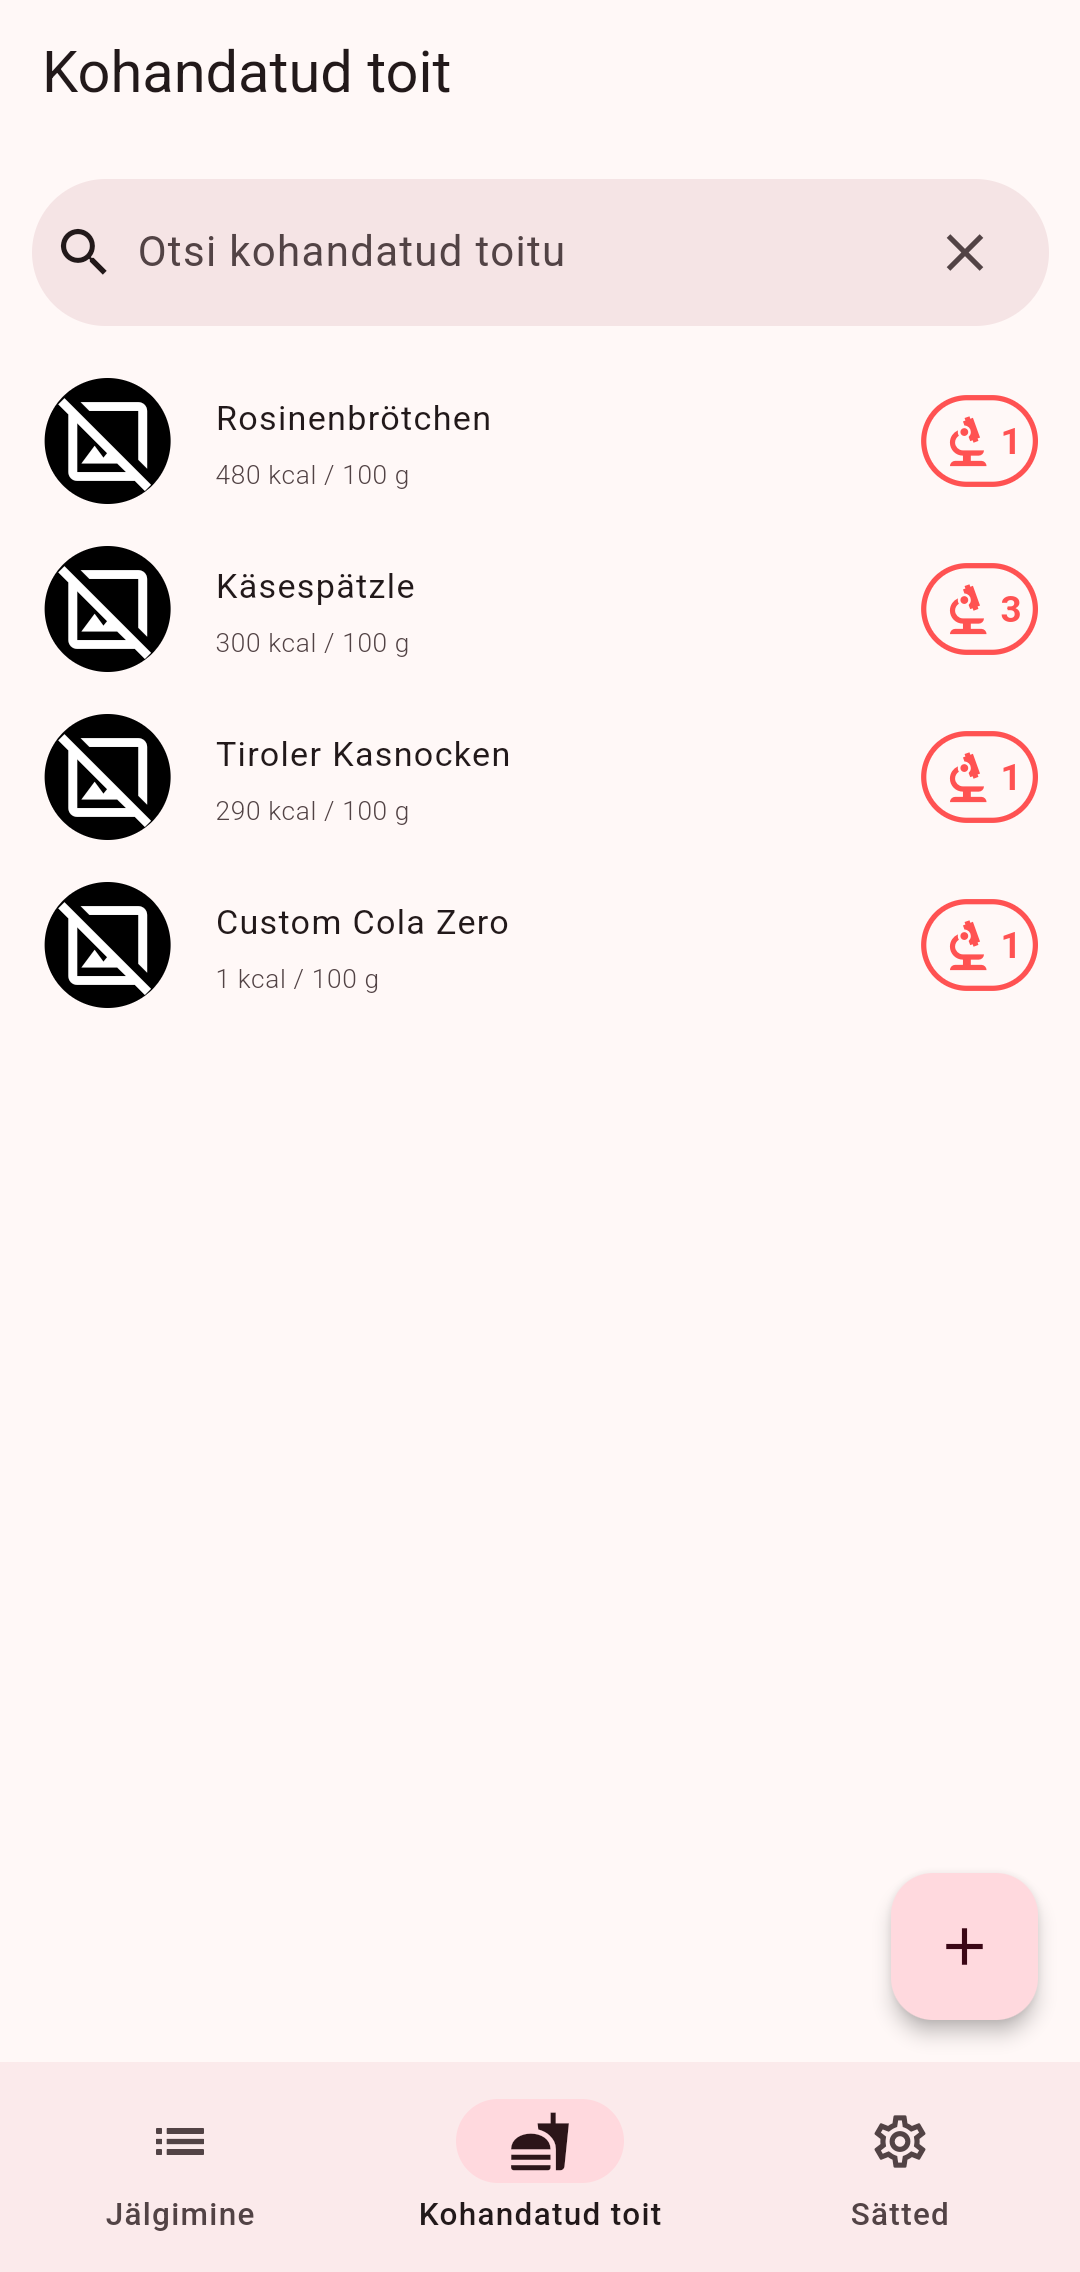 Kohandatud toit
Otsi kohandatud toitu
Rosinenbrötchen
480 kcal / 100 g
1
Käsespätzle
300 kcal / 100 g
3
Tiroler Kasnocken
290 kcal / 100 g
1
Custom Cola Zero
1 kcal / 100 g
1
Jälgimine
Kohandatud toit
Sätted